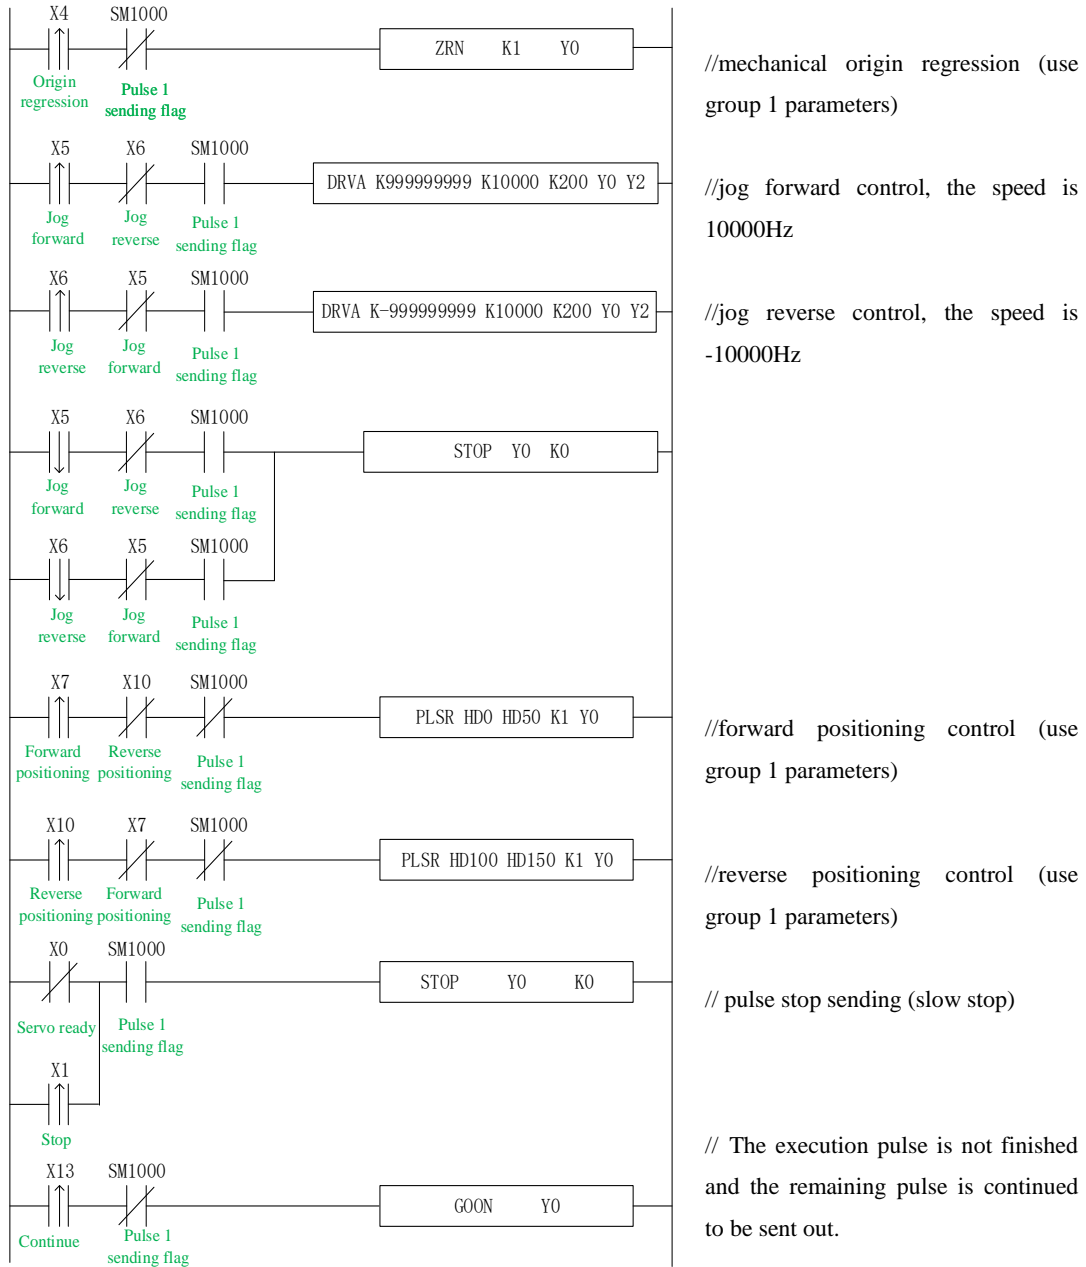 X4 SM1000
ZRN K1 Y0
Origin regression
Pulse 1 sending flag
//mechanical origin regression (use
group 1 parameters)
X5 X6 SM1000
DRVA K999999999 K10000 K200 Y0 Y2
Jog forward
Jog reverse
Pulse 1 sending flag
//jog forward control, the speed is
10000Hz
X6 X5 SM1000
DRVA K-999999999 K10000 K200 Y0 Y2
Jog reverse
Jog forward
Pulse 1 sending flag
//jog reverse control, the speed is
-10000Hz
X5 X6 SM1000
STOP Y0 K0
Jog forward
Jog reverse
Pulse 1 sending flag
X6 X5 SM1000
Jog reverse
Jog forward
Pulse 1 sending flag
X7 X10 SM1000
PLSR HD0 HD50 K1 Y0
Forward positioning
Reverse positioning
Pulse 1 sending flag
//forward positioning control (use
group 1 parameters)
X10 X7 SM1000
PLSR HD100 HD150 K1 Y0
Reverse positioning
Forward positioning
Pulse 1 sending flag
//reverse positioning control (use
group 1 parameters)
X0 SM1000
STOP Y0 K0
Servo ready
Pulse 1 sending flag
// pulse stop sending (slow stop)
X1
Stop
X13 SM1000
GOON Y0
Continue
Pulse 1 sending flag
// The execution pulse is not finished
and the remaining pulse is continued
to be sent out.